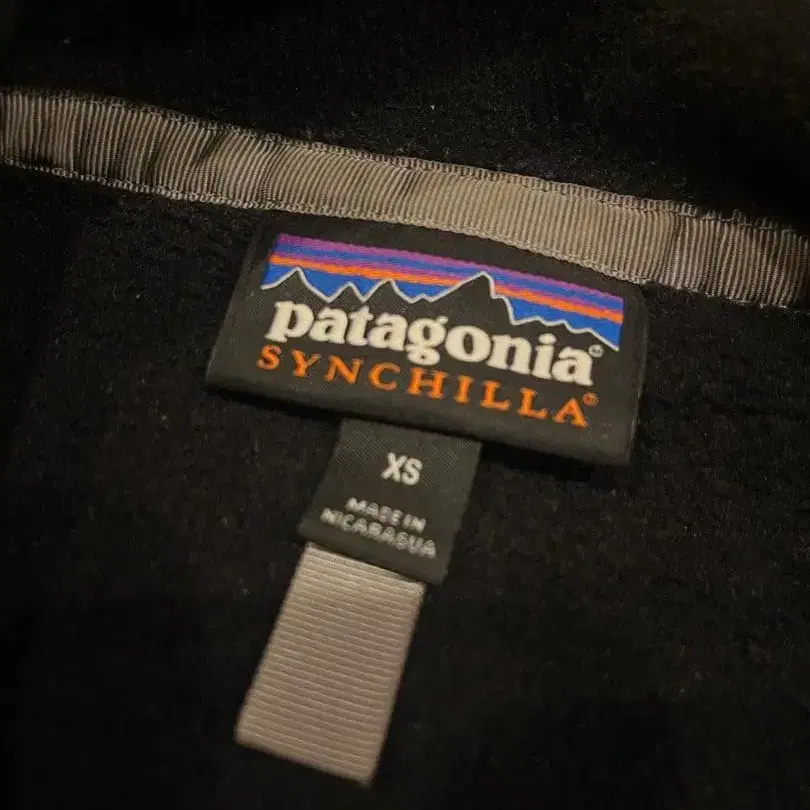 patagonia
SYNCHILLA®
XS
MADE IN
NICARAGUA